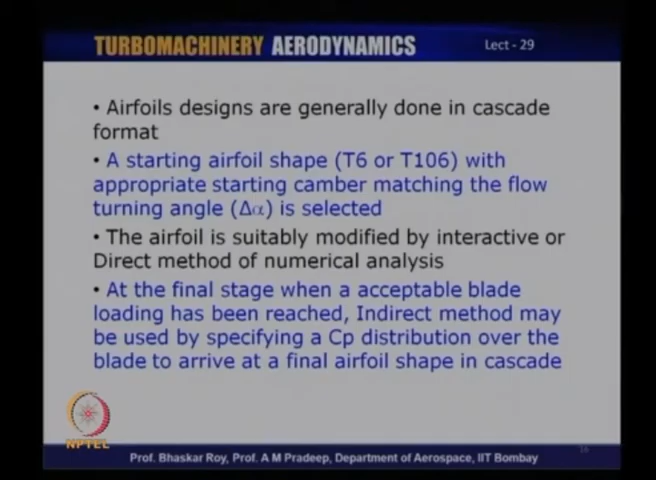 TURBOMACHINERY AERODYNAMICS
Lect - 29
• Airfoils designs are generally done in cascade
format
• A starting airfoil shape (T6 or T106) with
appropriate starting camber matching the flow
turning angle (Δα) is selected
• The airfoil is suitably modified by interactive or
Direct method of numerical analysis
• At the final stage when a acceptable blade
loading has been reached, Indirect method may
be used by specifying a Cp distribution over the
blade to arrive at a final airfoil shape in cascade
NPTEL
Prof. Bhaskar Roy, Prof. A M Pradeep, Department of Aerospace, IIT Bombay
16